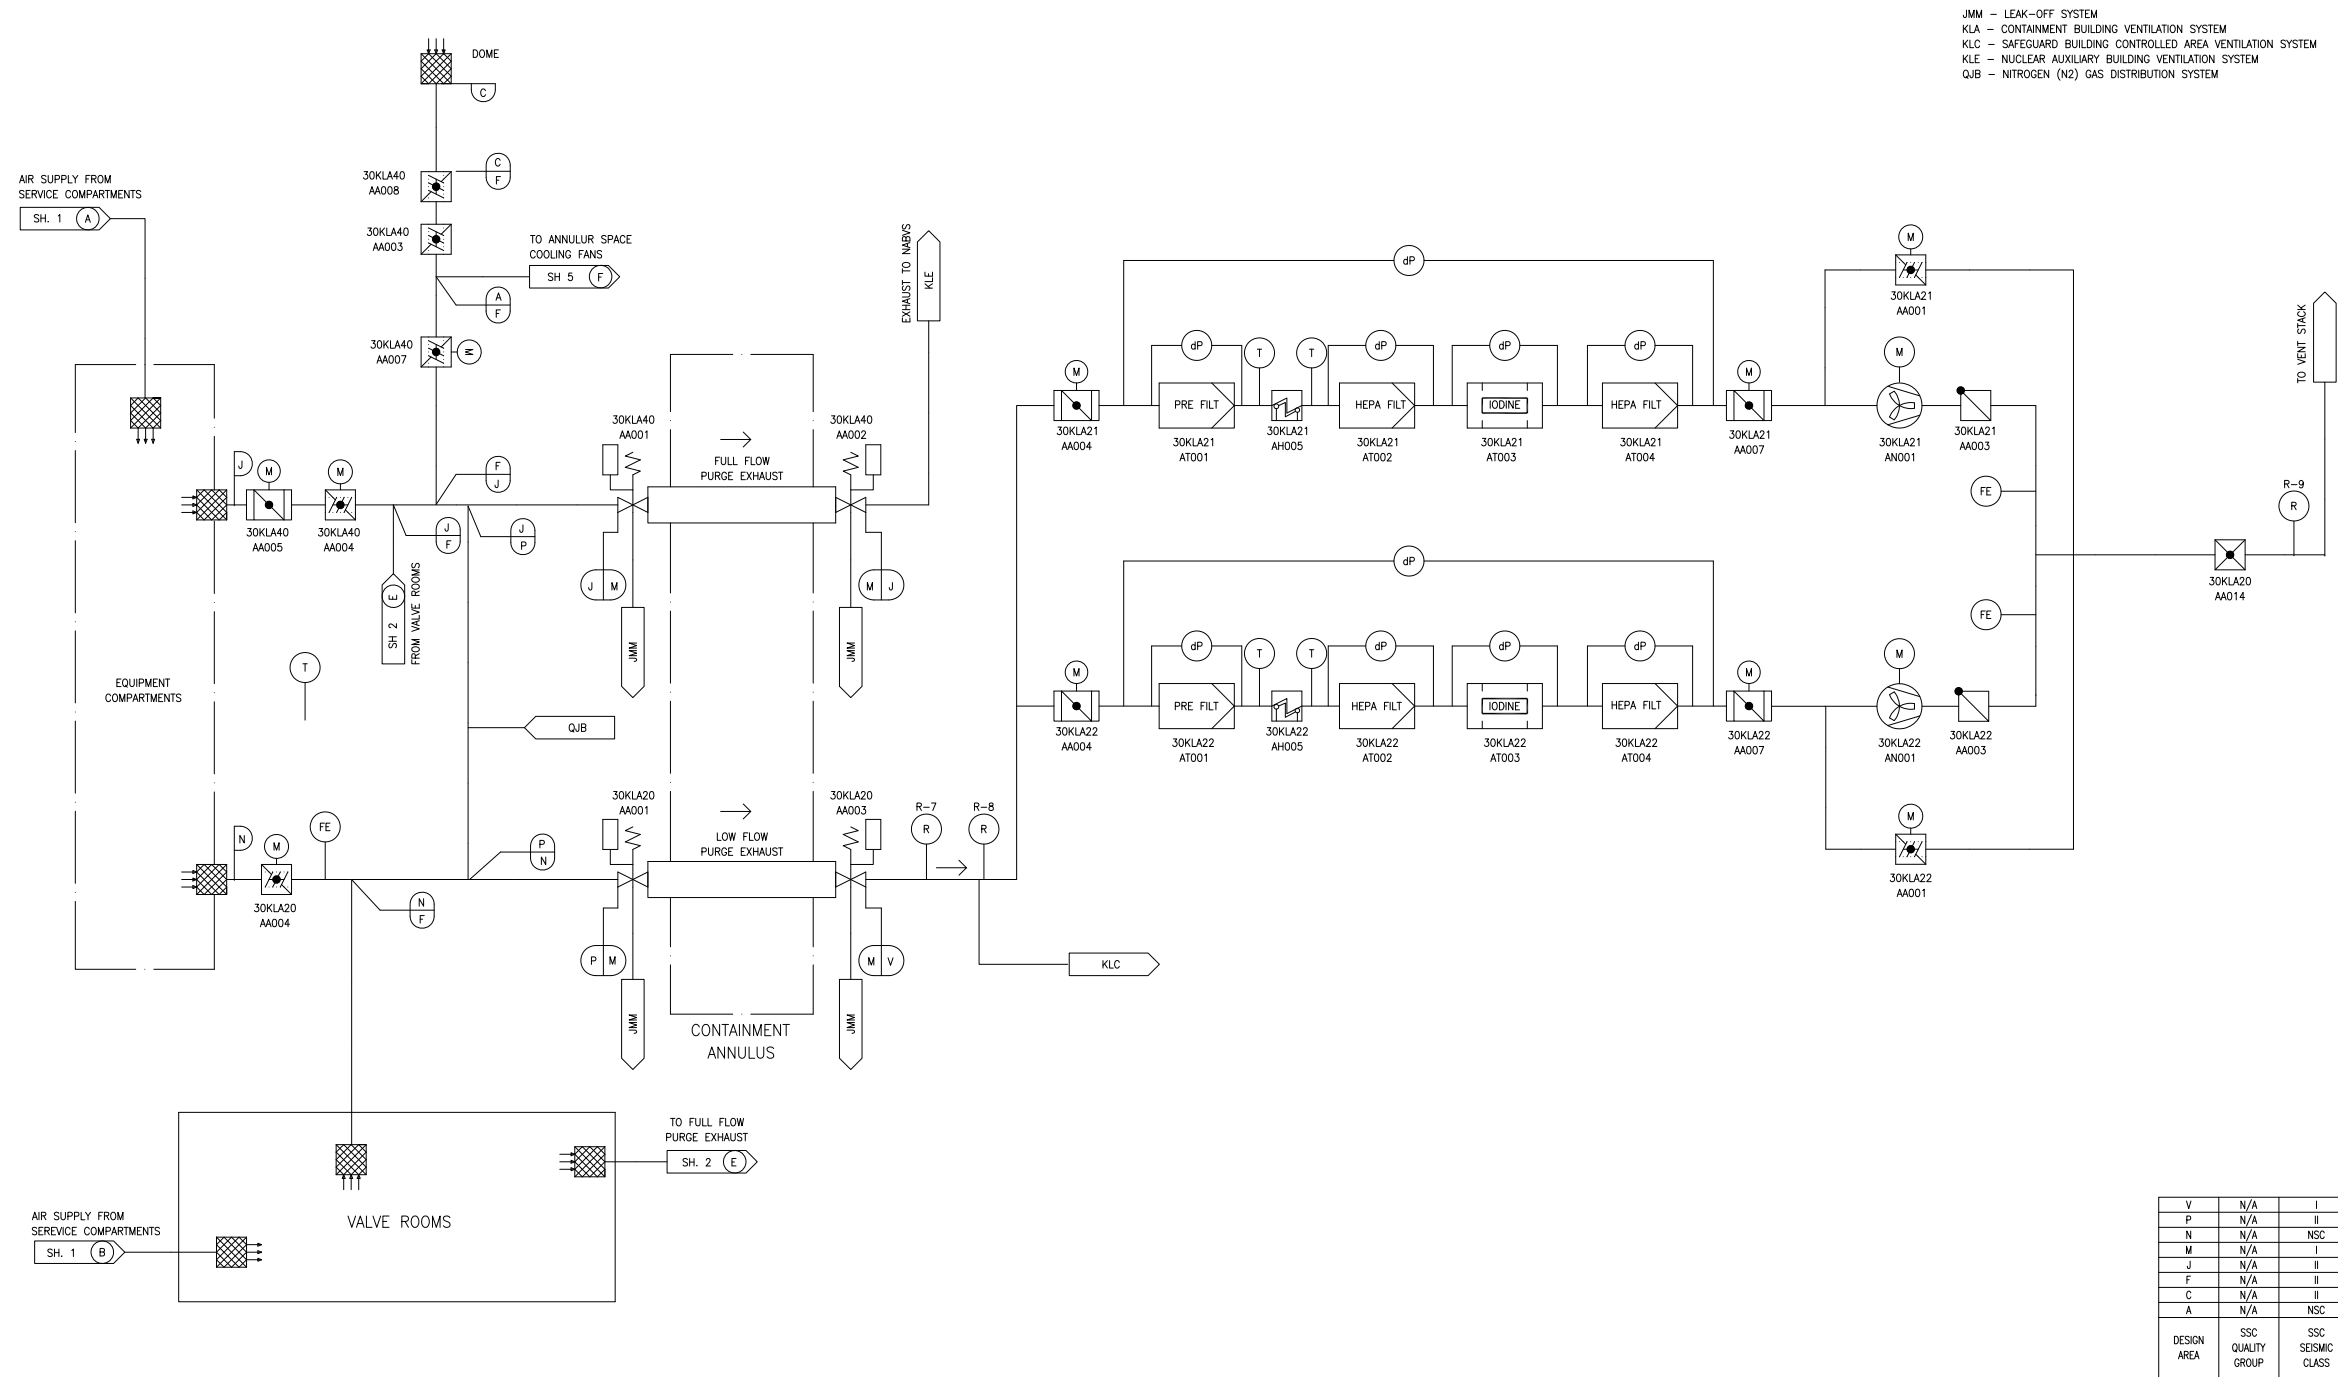 JMM – LEAK-OFF SYSTEM
KLA – CONTAINMENT BUILDING VENTILATION SYSTEM
KLC – SAFEGUARD BUILDING CONTROLLED AREA VENTILATION SYSTEM
KLE – NUCLEAR AUXILIARY BUILDING VENTILATION SYSTEM
QJB – NITROGEN (N2) GAS DISTRIBUTION SYSTEM
DOME
C
30KLA40
AA008
C
F
30KLA40
AA003
TO ANNULUR SPACE
COOLING FANS
SH 5 F
A
F
30KLA40
AA007
M
AIR SUPPLY FROM
SERVICE COMPARTMENTS
SH. 1 A
EQUIPMENT
COMPARTMENTS
J
M
30KLA40
AA005
M
30KLA40
AA004
F
J
J
F
J
P
SH 2 E
FROM VALVE ROOMS
T
QJB
N
M
30KLA20
AA004
FE
P
N
N
F
30KLA40
AA001
J M
JMM
FULL FLOW
PURGE EXHAUST
30KLA40
AA002
M J
JMM
EXHAUST TO NABVS
KLE
30KLA20
AA001
P M
JMM
LOW FLOW
PURGE EXHAUST
30KLA20
AA003
M V
JMM
CONTAINMENT
ANNULUS
R-7
R
R-8
R
KLC
dP
M
30KLA21
AA004
dP
PRE FILT
30KLA21
AT001
T
T
30KLA21
AH005
dP
HEPA FILT
30KLA21
AT002
dP
IODINE
30KLA21
AT003
dP
HEPA FILT
30KLA21
AT004
M
30KLA21
AA007
M
30KLA21
AA001
M
30KLA21
AN001
30KLA21
AA003
FE
dP
M
30KLA22
AA004
dP
PRE FILT
30KLA22
AT001
T
T
30KLA22
AH005
dP
HEPA FILT
30KLA22
AT002
dP
IODINE
30KLA22
AT003
dP
HEPA FILT
30KLA22
AT004
M
30KLA22
AA007
FE
M
30KLA22
AN001
30KLA22
AA003
M
30KLA22
AA001
30KLA20
AA014
R-9
R
TO VENT STACK
VALVE ROOMS
TO FULL FLOW
PURGE EXHAUST
SH. 2 E
AIR SUPPLY FROM
SEREVICE COMPARTMENTS
SH. 1 B
V N/A I
P N/A II
N N/A NSC
M N/A I
J N/A II
F N/A II
C N/A II
A N/A NSC
DESIGN
AREA
SSC
QUALITY
GROUP
SSC
SEISMIC
CLASS